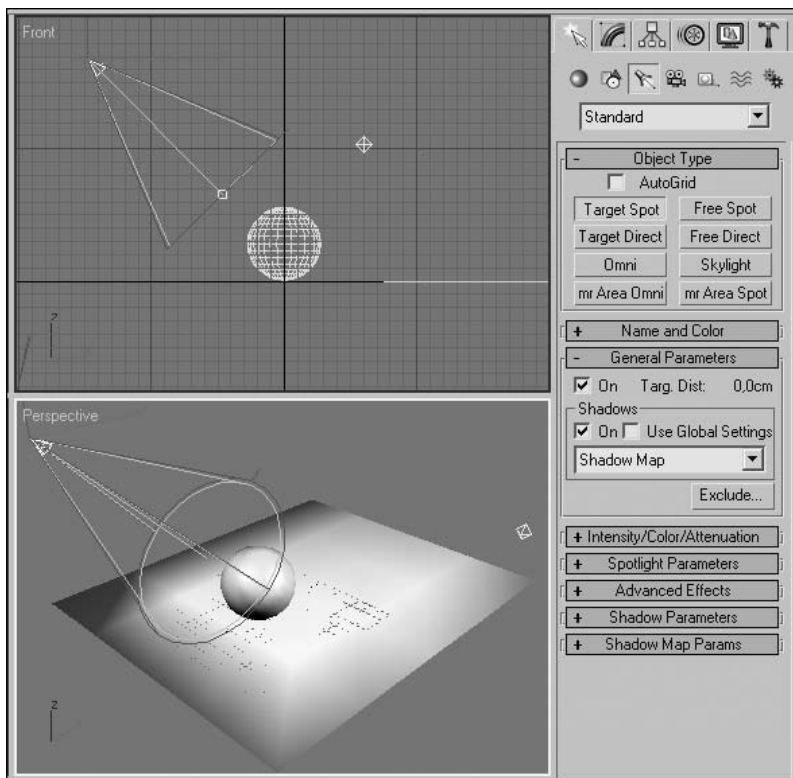 Front
z
Perspective
z
Standard
- Object Type
AutoGrid
Target Spot Free Spot
Target Direct Free Direct
Omni Skylight
mr Area Omni mr Area Spot
+ Name and Color
- General Parameters
On Targ. Dist: 0,0cm
Shadows
On Use Global Settings
Shadow Map
Exclude...
+ Intensity/Color/Attenuation
+ Spotlight Parameters
+ Advanced Effects
+ Shadow Parameters
+ Shadow Map Params